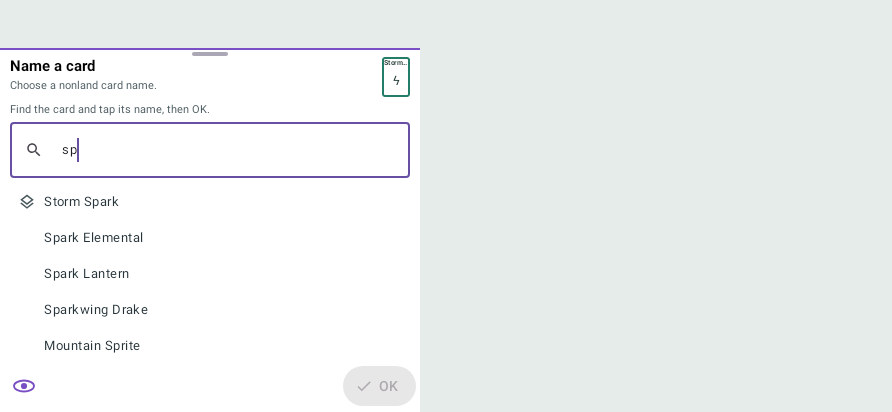 Name a card
Storm..
Choose a nonland card name.
Find the card and tap its name, then OK.
sp
Storm Spark
Spark Elemental
Spark Lantern
Sparkwing Drake
Mountain Sprite
OK